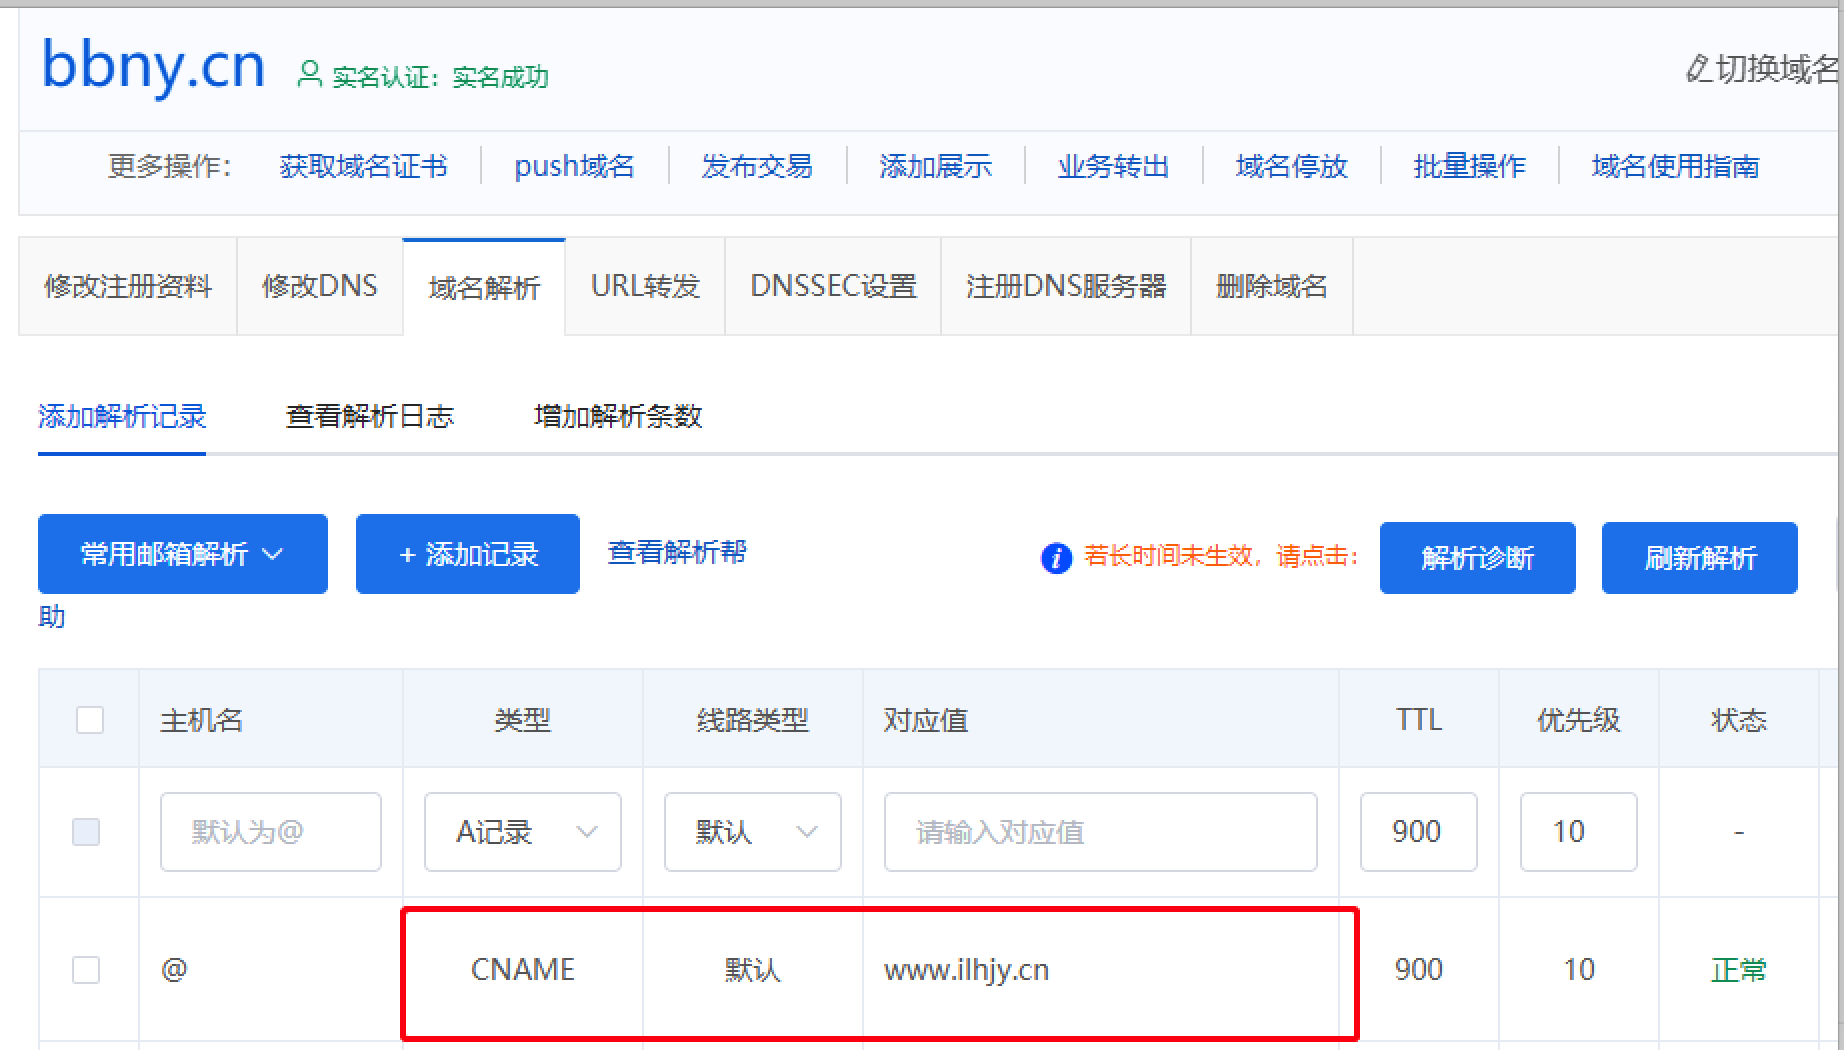 bbny.cn 实名认证：实名成功 切换域名
更多操作： 获取域名证书 push域名 发布交易 添加展示 业务转出 域名停放 批量操作 域名使用指南
修改注册资料 修改DNS 域名解析 URL转发 DNSSEC设置 注册DNS服务器 删除域名
添加解析记录 查看解析日志 增加解析条数
常用邮箱解析 + 添加记录 查看解析帮 若长时间未生效，请点击： 解析诊断 刷新解析
助
主机名 类型 线路类型 对应值 TTL 优先级 状态
默认为@ A记录 默认 请输入对应值 900 10 -
@ CNAME 默认 www.ilhjy.cn 900 10 正常